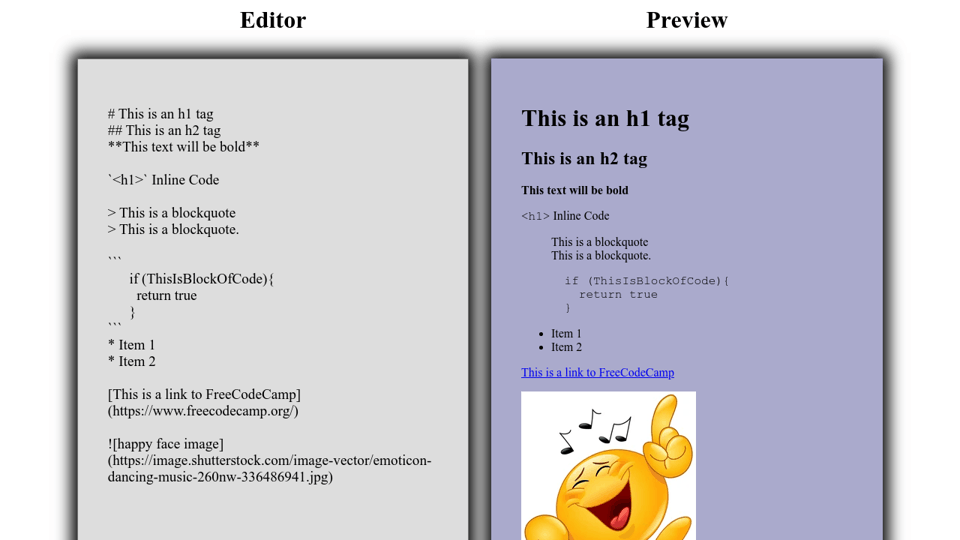 Editor
# This is an h1 tag
## This is an h2 tag
**This text will be bold**
`<h1>` Inline Code
> This is a blockquote
> This is a blockquote.
```
if (ThisIsBlockOfCode){
return true
}
```
* Item 1
* Item 2
[This is a link to FreeCodeCamp]
(https://www.freecodecamp.org/)
![happy face image]
(https://image.shutterstock.com/image-vector/emoticon-
dancing-music-260nw-336486941.jpg)
Preview
This is an h1 tag
This is an h2 tag
This text will be bold
<h1> Inline Code
This is a blockquote
This is a blockquote.
if (ThisIsBlockOfCode){
return true
}
• Item 1
• Item 2
This is a link to FreeCodeCamp